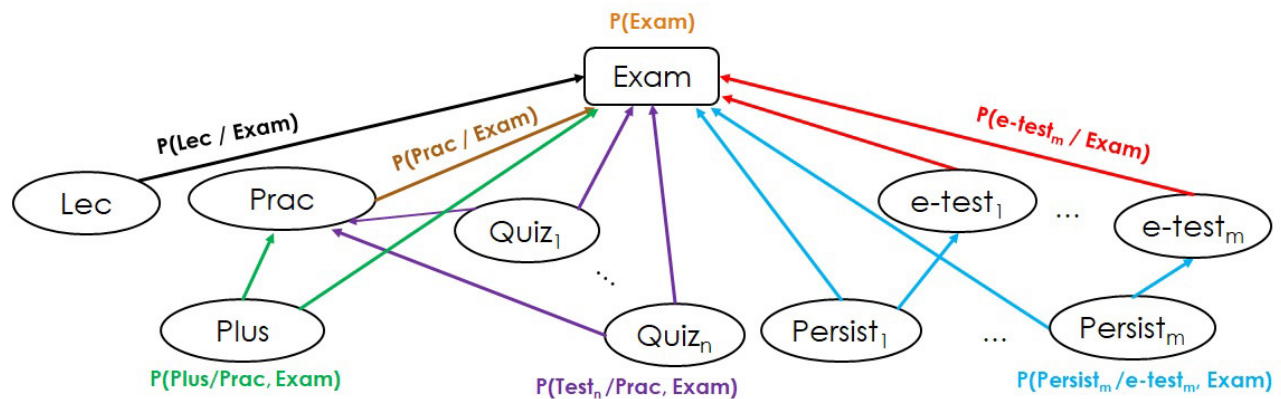 P(Exam)
Exam
P(Lec / Exam)
P(Prac / Exam)
P(e-testₘ / Exam)
Lec
Prac
Quiz₁
e-test₁
...
e-testₘ
...
Plus
Quizₙ
Persist₁
...
Persistₘ
P(Plus/Prac, Exam)
P(Testₙ/Prac, Exam)
P(Persistₘ/e-testₘ, Exam)